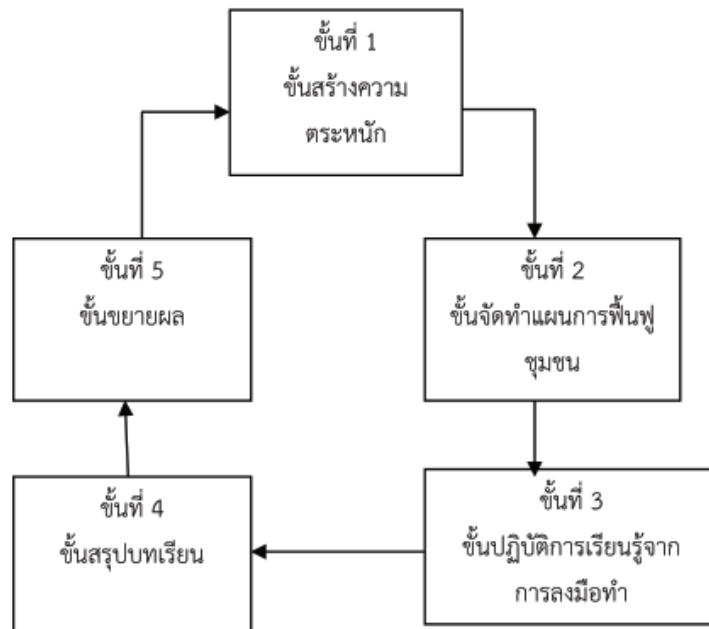 ขั้นที่ 1
ขั้นสร้างความ
ตระหนัก
ขั้นที่ 2
ขั้นจัดทำแผนการฟื้นฟู
ชุมชน
ขั้นที่ 3
ขั้นปฏิบัติการเรียนรู้จาก
การลงมือทำ
ขั้นที่ 4
ขั้นสรุปบทเรียน
ขั้นที่ 5
ขั้นขยายผล